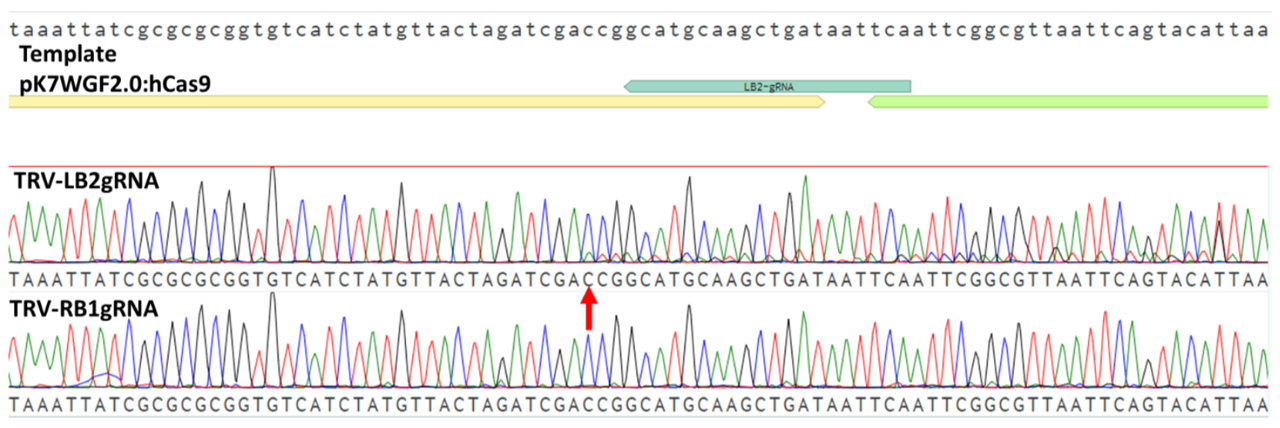 taaattatcgcgcgcggtgtcatctatgttactagatcgaccggcatgcaagctgataattcaattcggcgttaattcagtacattaa
Template
pK7WGF2.0:hCas9
LB2-gRNA
TRV-LB2gRNA
TAAATTATCGCGCGCGGTGTCATCTATGTTACTAGATCGACCGGCATGCAAGCTGATAATTCAATTCGGCGTTAATTCAGTACATTAA
TRV-RB1gRNA
TAAATTATCGCGCGCGGTGTCATCTATGTTACTAGATCGACCGGCATGCAAGCTGATAATTCAATTCGGCGTTAATTCAGTACATTAA